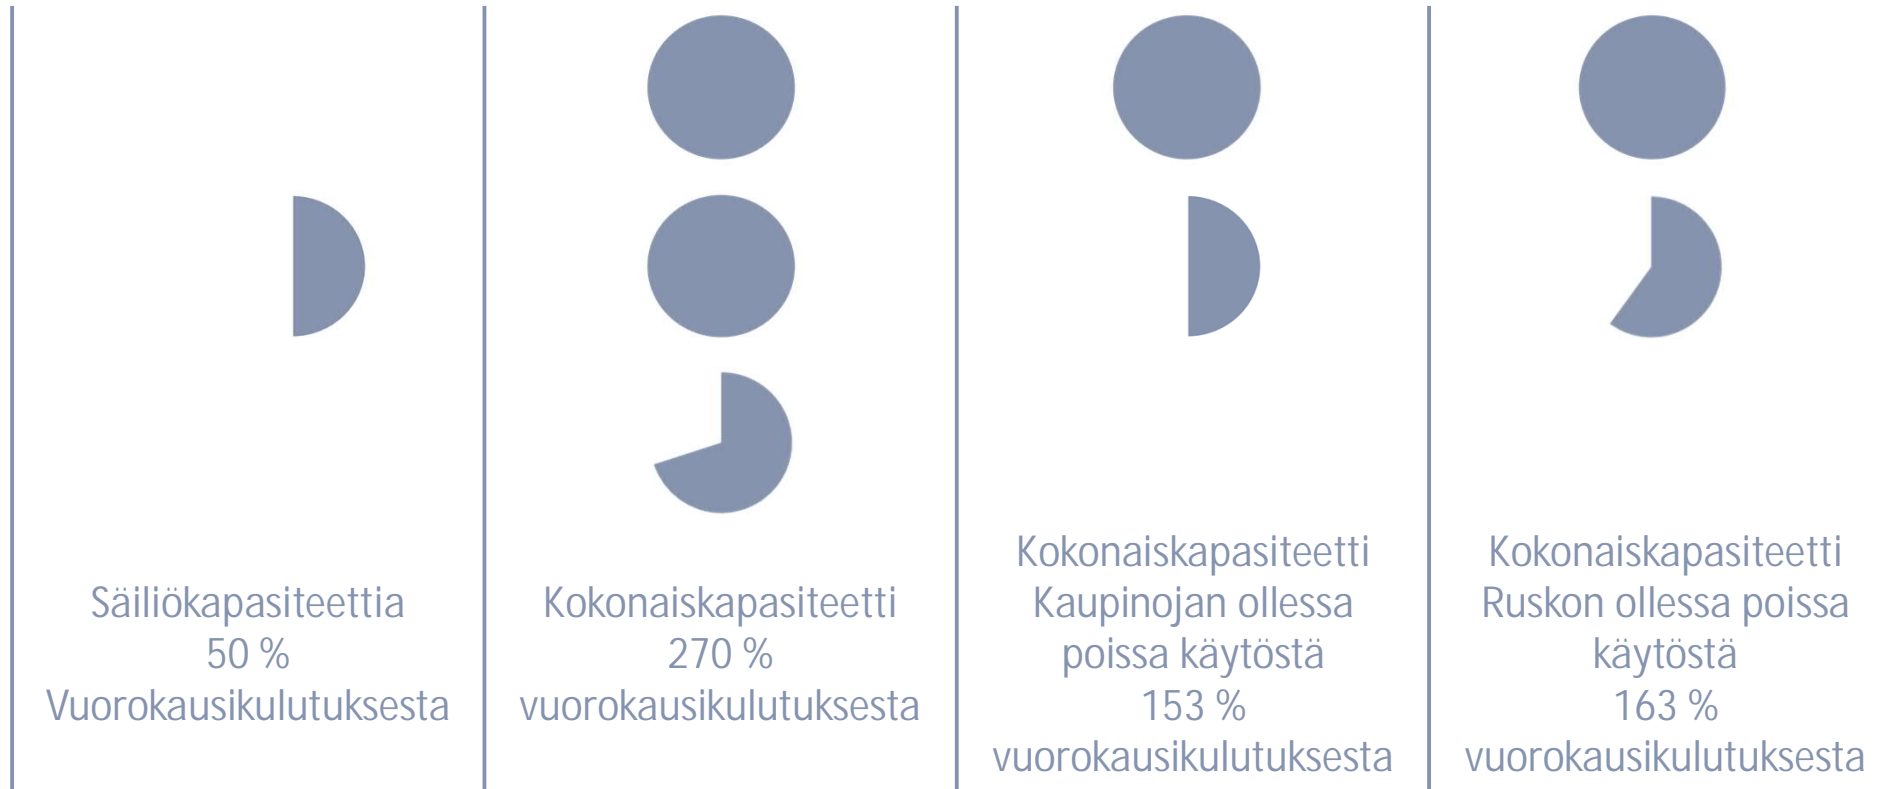 Säiliökapasiteettia
50 %
Vuorokausikulutuksesta
Kokonaiskapasiteetti
270 %
vuorokausikulutuksesta
Kokonaiskapasiteetti
Kaupinojan ollessa
poissa käytöstä
153 %
vuorokausikulutuksesta
Kokonaiskapasiteetti
Ruskon ollessa poissa
käytöstä
163 %
vuorokausikulutuksesta